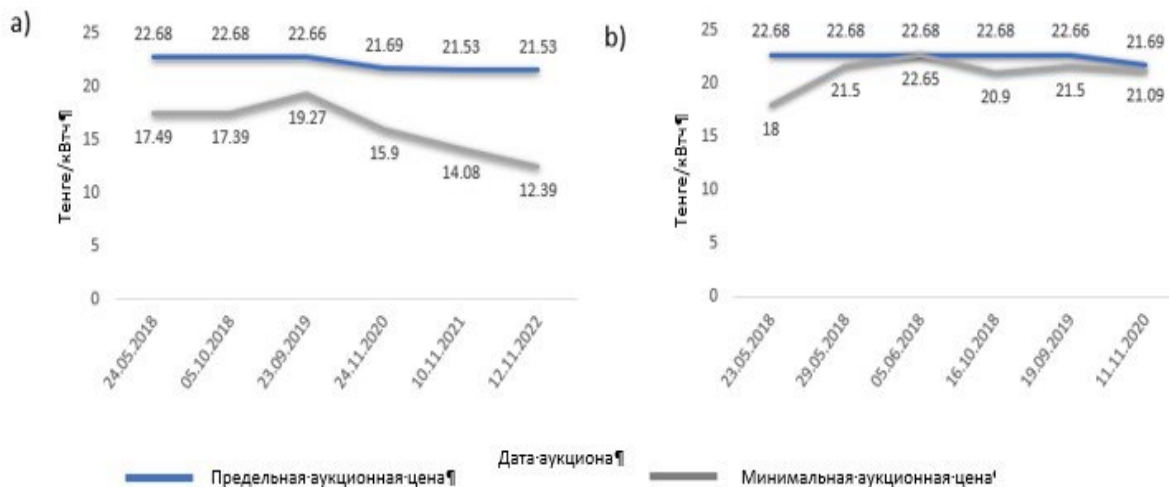 a)
25
22.68 22.68 22.66 21.69 21.53 21.53
20
17.49 17.39 19.27 15.9 14.08 12.39
15
10
5
0
Тенге/кВтч¶
24.05.2018 05.10.2018 23.09.2019 24.11.2020 10.11.2021 12.11.2022
b)
25
22.68 22.68 22.68 22.68 22.66 21.69
20
18 21.5 22.65 20.9 21.5 21.09
15
10
5
0
Тенге/кВтч¶
23.05.2018 29.05.2018 05.06.2018 16.10.2018 19.09.2019 11.11.2020
Дата·аукциона¶
Предельная·аукционная·цена¶
Минимальная·аукционная·цена¶